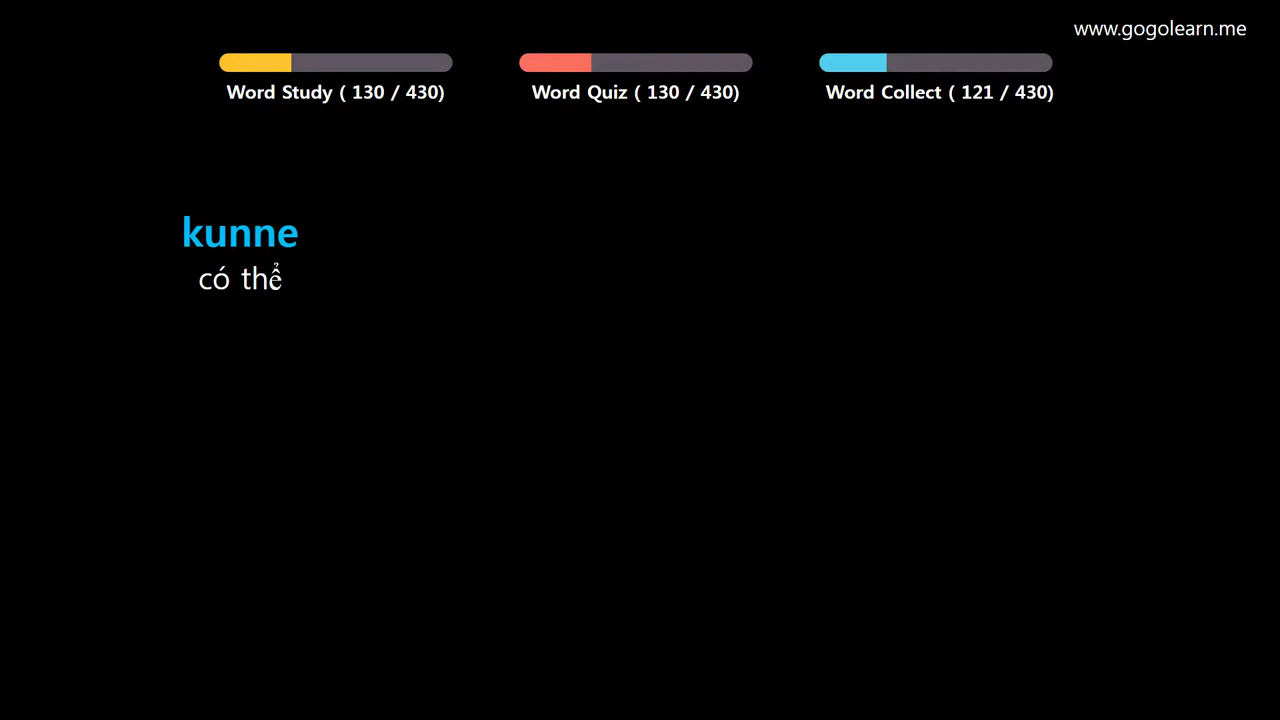 www.gogolearn.me
Word Study ( 130 / 430)
Word Quiz ( 130 / 430)
Word Collect ( 121 / 430)
kunne
có thể